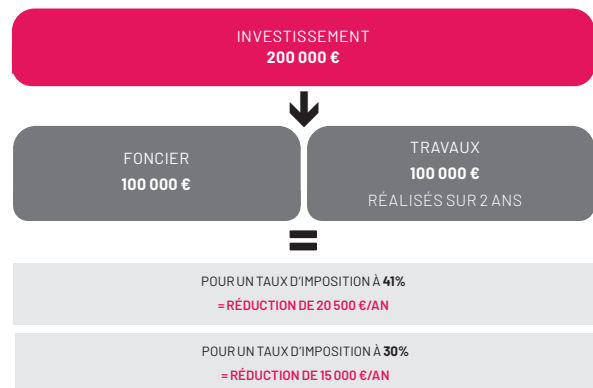 INVESTISSEMENT
200 000 €
FONCIER
100 000 €
TRAVAUX
100 000 €
RÉALISÉS SUR 2 ANS
=
POUR UN TAUX D'IMPOSITION À 41%
= RÉDUCTION DE 20 500 €/AN
POUR UN TAUX D'IMPOSITION À 30%
= RÉDUCTION DE 15 000 €/AN